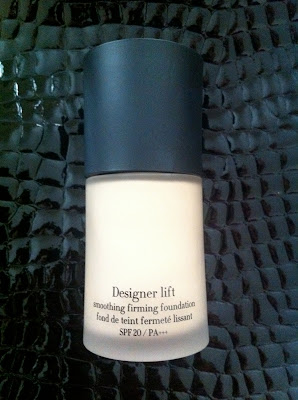 Designer lift
smoothing firming foundation
fond de teint fermeté lissant
SPF 20 / PA+++